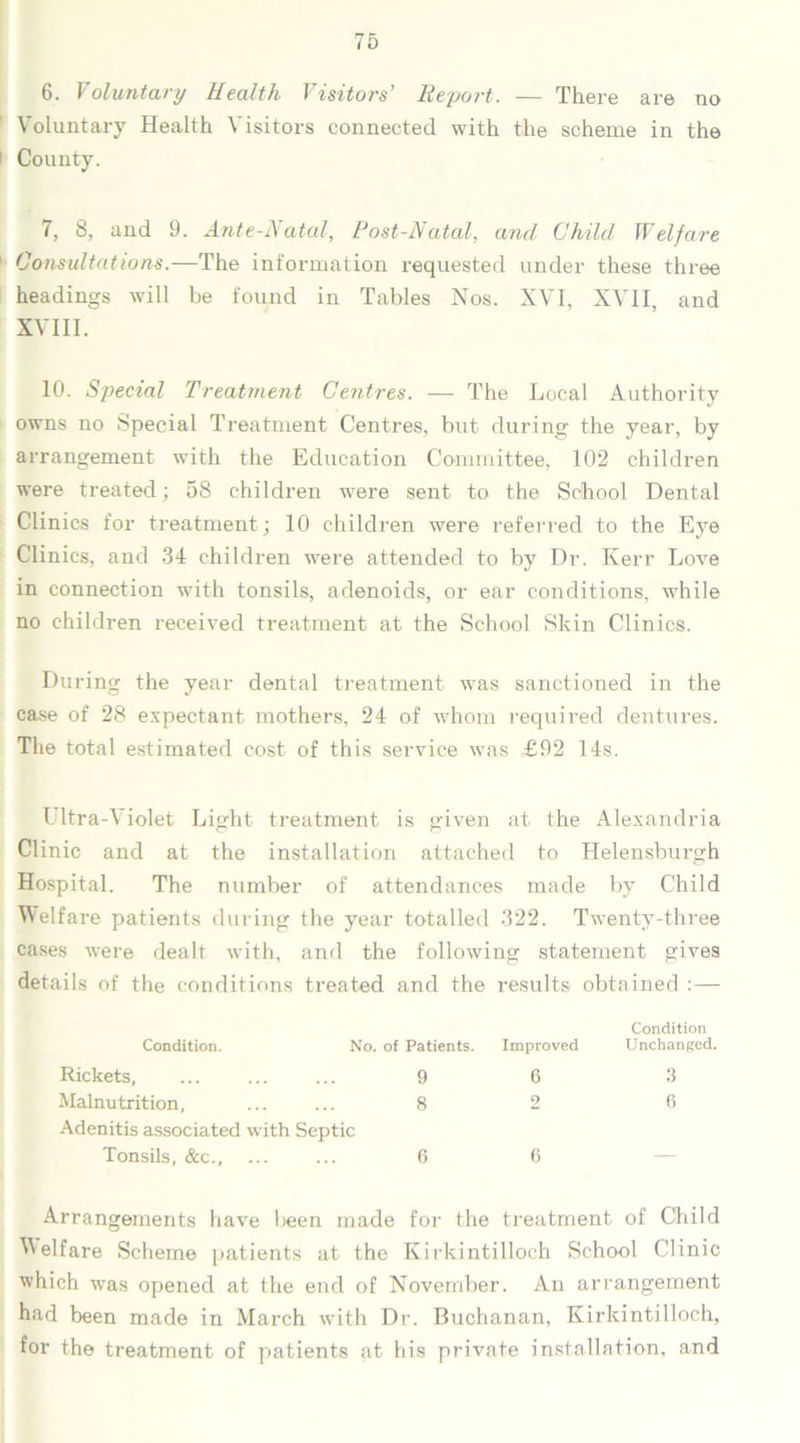 75
6. Voluntary Health Visitors' Report. — There are no
Voluntary Health Visitors connected with the scheme in the
County.
7, 8, and 9. Ante-Natal, Post-Natal, and Child Welfare
Consultations.—The information requested under these three
headings will be found in Tables Nos. XVI, XVII, and
XVIII.
10. Special Treatment Centres. — The Local Authority
owns no Special Treatment Centres, but during the year, by
arrangement with the Education Committee, 102 children
were treated; 58 children were sent to the School Dental
Clinics for treatment; 10 children were referred to the Eye
Clinics, and 34 children were attended to by Dr. Kerr Love
in connection with tonsils, adenoids, or ear conditions, while
no children received treatment at the School Skin Clinics.
During the year dental treatment was sanctioned in the
case of 28 expectant mothers, 24 of whom required dentures.
The total estimated cost of this service was £92 14s.
Ultra-Violet Light treatment is given at the Alexandria
Clinic and at the installation attached to Helensburgh
Hospital. The number of attendances made by Child
Welfare patients during the year totalled 322. Twenty-three
cases were dealt with, and the following statement gives
details of the conditions treated and the results obtained :—
Condition. No. of Patients. Improved Condition Unchanged.
Rickets, ... ... ... 9 6 3
Malnutrition, ... ... 8 2 6
Adenitis associated with Septic
Tonsils, &c., ... ... 6 6 —
Arrangements have been made for the treatment of Child
Welfare Scheme patients at the Kirkintilloch School Clinic
which was opened at the end of November. An arrangement
had been made in March with Dr. Buchanan, Kirkintilloch,
for the treatment of patients at his private installation, and